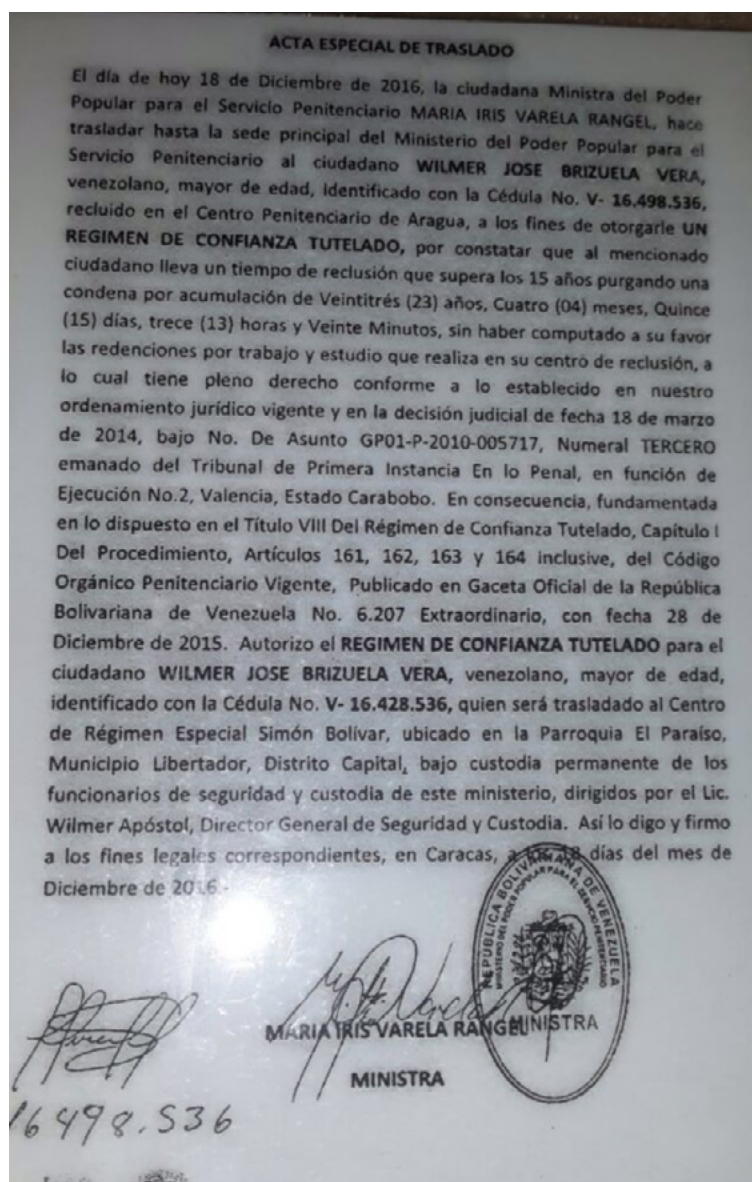 ACTA ESPECIAL DE TRASLADO
El día de hoy 18 de Diciembre de 2016, la ciudadana Ministra del Poder
Popular para el Servicio Penitenciario MARIA IRIS VARELA RANGEL, hace
trasladar hasta la sede principal del Ministerio del Poder Popular para el
Servicio Penitenciario al ciudadano WILMER JOSE BRIZUELA VERA,
venezolano, mayor de edad, Identificado con la Cédula No. V- 16.498.536,
recluido en el Centro Penitenciario de Aragua, a los fines de otorgarle UN
REGIMEN DE CONFIANZA TUTELADO, por constatar que al mencionado
ciudadano lleva un tiempo de reclusión que supera los 15 años purgando una
condena por acumulación de Veintitrés (23) años, Cuatro (04) meses, Quince
(15) días, trece (13) horas y Veinte Minutos, sin haber computado a su favor
las redenciones por trabajo y estudio que realiza en su centro de reclusión, a
lo cual tiene pleno derecho conforme a lo establecido en nuestro
ordenamiento jurídico vigente y en la decisión judicial de fecha 18 de marzo
de 2014, bajo No. De Asunto GP01-P-2010-005717, Numeral TERCERO
emanado del Tribunal de Primera Instancia En lo Penal, en función de
Ejecución No.2, Valencia, Estado Carabobo. En consecuencia, fundamentada
en lo dispuesto en el Título VIII Del Régimen de Confianza Tutelado, Capítulo I
Del Procedimiento, Artículos 161, 162, 163 y 164 inclusive, del Código
Orgánico Penitenciario Vigente, Publicado en Gaceta Oficial de la República
Bolivariana de Venezuela No. 6.207 Extraordinario, con fecha 28 de
Diciembre de 2015. Autorizo el REGIMEN DE CONFIANZA TUTELADO para el
ciudadano WILMER JOSE BRIZUELA VERA, venezolano, mayor de edad,
identificado con la Cédula No. V- 16.428.536, quien será trasladado al Centro
de Régimen Especial Simón Bolívar, ubicado en la Parroquia El Paraíso,
Municipio Libertador, Distrito Capital, bajo custodia permanente de los
funcionarios de seguridad y custodia de este ministerio, dirigidos por el Lic.
Wilmer Apóstol, Director General de Seguridad y Custodia. Así lo digo y firmo
a los fines legales correspondientes, en Caracas, a los 18 días del mes de
Diciembre de 2016.-
REPÚBLICA BOLIVARIANA DE VENEZUELA
MINISTERIO DEL PODER POPULAR PARA EL SERVICIO PENITENCIARIO
MINISTRA
MARIA IRIS VARELA RANGEL
MINISTRA
16498.536